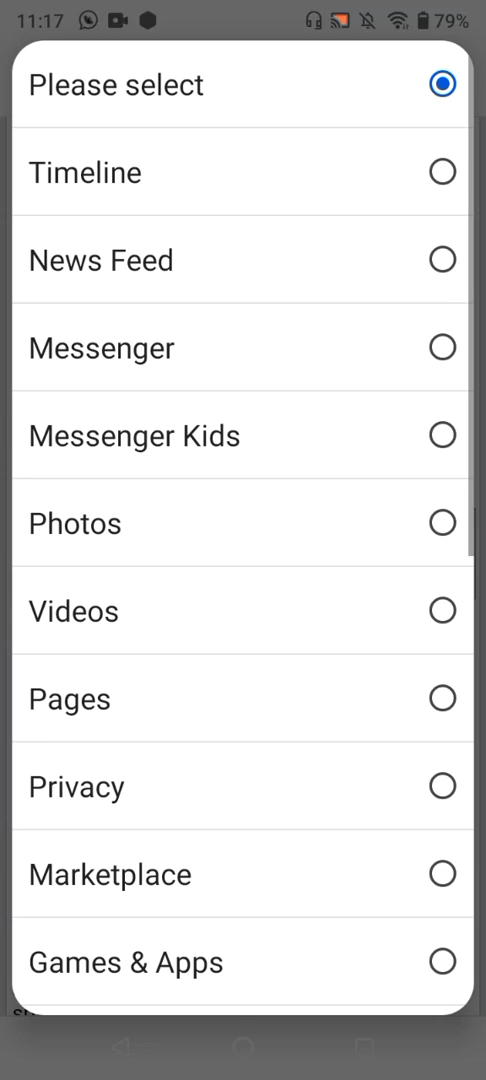 11:17
79%
Please select
Timeline
News Feed
Messenger
Messenger Kids
Photos
Videos
Pages
Privacy
Marketplace
Games & Apps